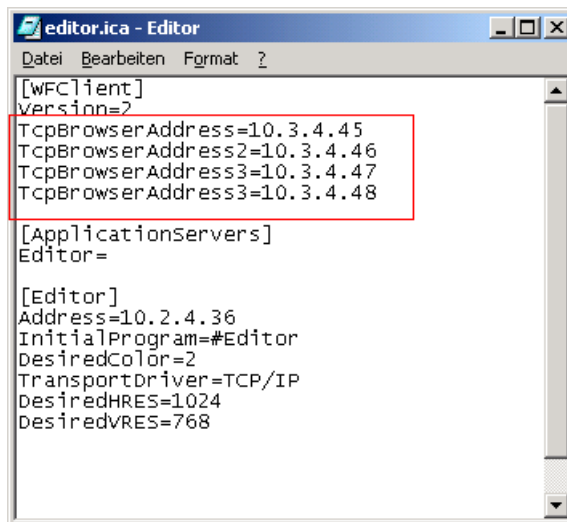 editor.ica - Editor
Datei Bearbeiten Format ?
[WFClient]
Version=2
TcpBrowserAddress=10.3.4.45
TcpBrowserAddress2=10.3.4.46
TcpBrowserAddress3=10.3.4.47
TcpBrowserAddress3=10.3.4.48
[ApplicationServers]
Editor=
[Editor]
Address=10.2.4.36
InitialProgram=#Editor
DesiredColor=2
TransportDriver=TCP/IP
DesiredHRES=1024
DesiredVRES=768